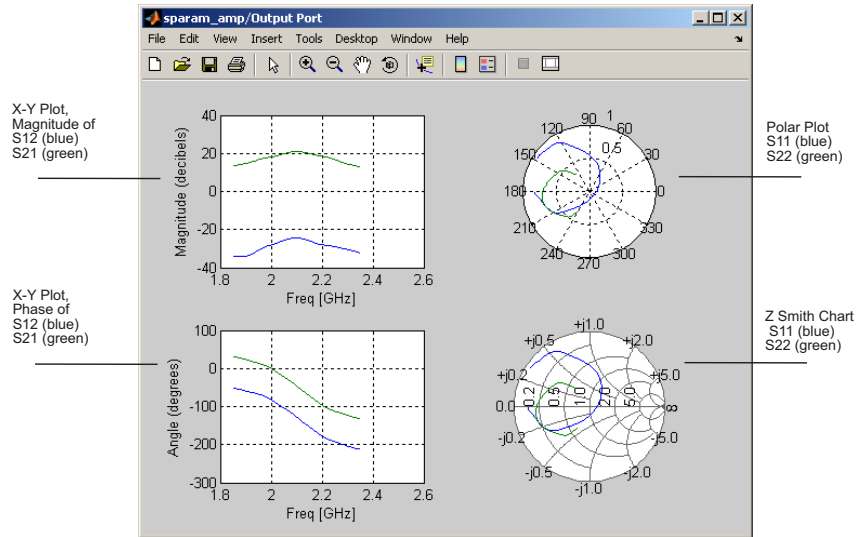 sparam_amp/Output Port
File Edit View Insert Tools Desktop Window Help
X-Y Plot,
Magnitude of
S12 (blue)
S21 (green)
40
20
0
-20
-40
Magnitude (decibels)
1.8 2 2.2 2.4 2.6
Freq [GHz]
90 1
120 60
0.5
150 30
180 0
210 330
240 300
270
Polar Plot
S11 (blue)
S22 (green)
X-Y Plot,
Phase of
S12 (blue)
S21 (green)
100
0
-100
-200
-300
Angle (degrees)
1.8 2 2.2 2.4 2.6
Freq [GHz]
+j1.0
+j0.5 +j2.0
+j0.2 +j5.0
0.0 0.2 0.5 1.0 2.0 5.0 ∞
-j0.2 -j5.0
-j0.5 -j2.0
-j1.0
Z Smith Chart
S11 (blue)
S22 (green)